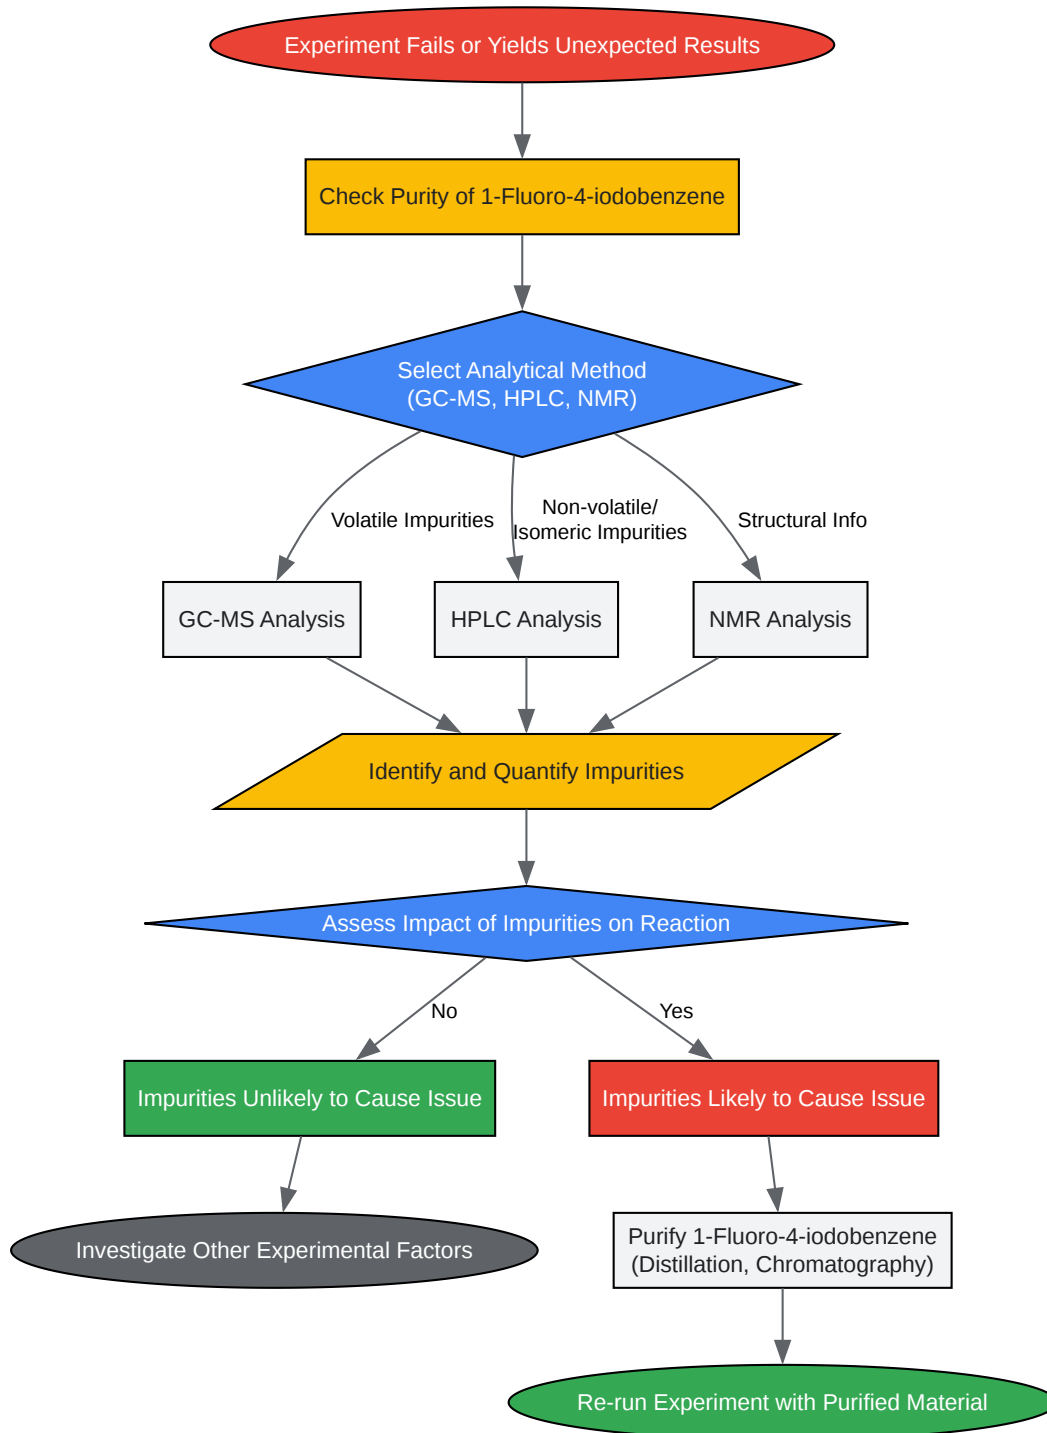 Experiment Fails or Yields Unexpected Results
Check Purity of 1-Fluoro-4-iodobenzene
Select Analytical Method
(GC-MS, HPLC, NMR)
Volatile Impurities
Non-volatile/
Isomeric Impurities
Structural Info
GC-MS Analysis
HPLC Analysis
NMR Analysis
Identify and Quantify Impurities
Assess Impact of Impurities on Reaction
No
Yes
Impurities Unlikely to Cause Issue
Impurities Likely to Cause Issue
Investigate Other Experimental Factors
Purify 1-Fluoro-4-iodobenzene
(Distillation, Chromatography)
Re-run Experiment with Purified Material